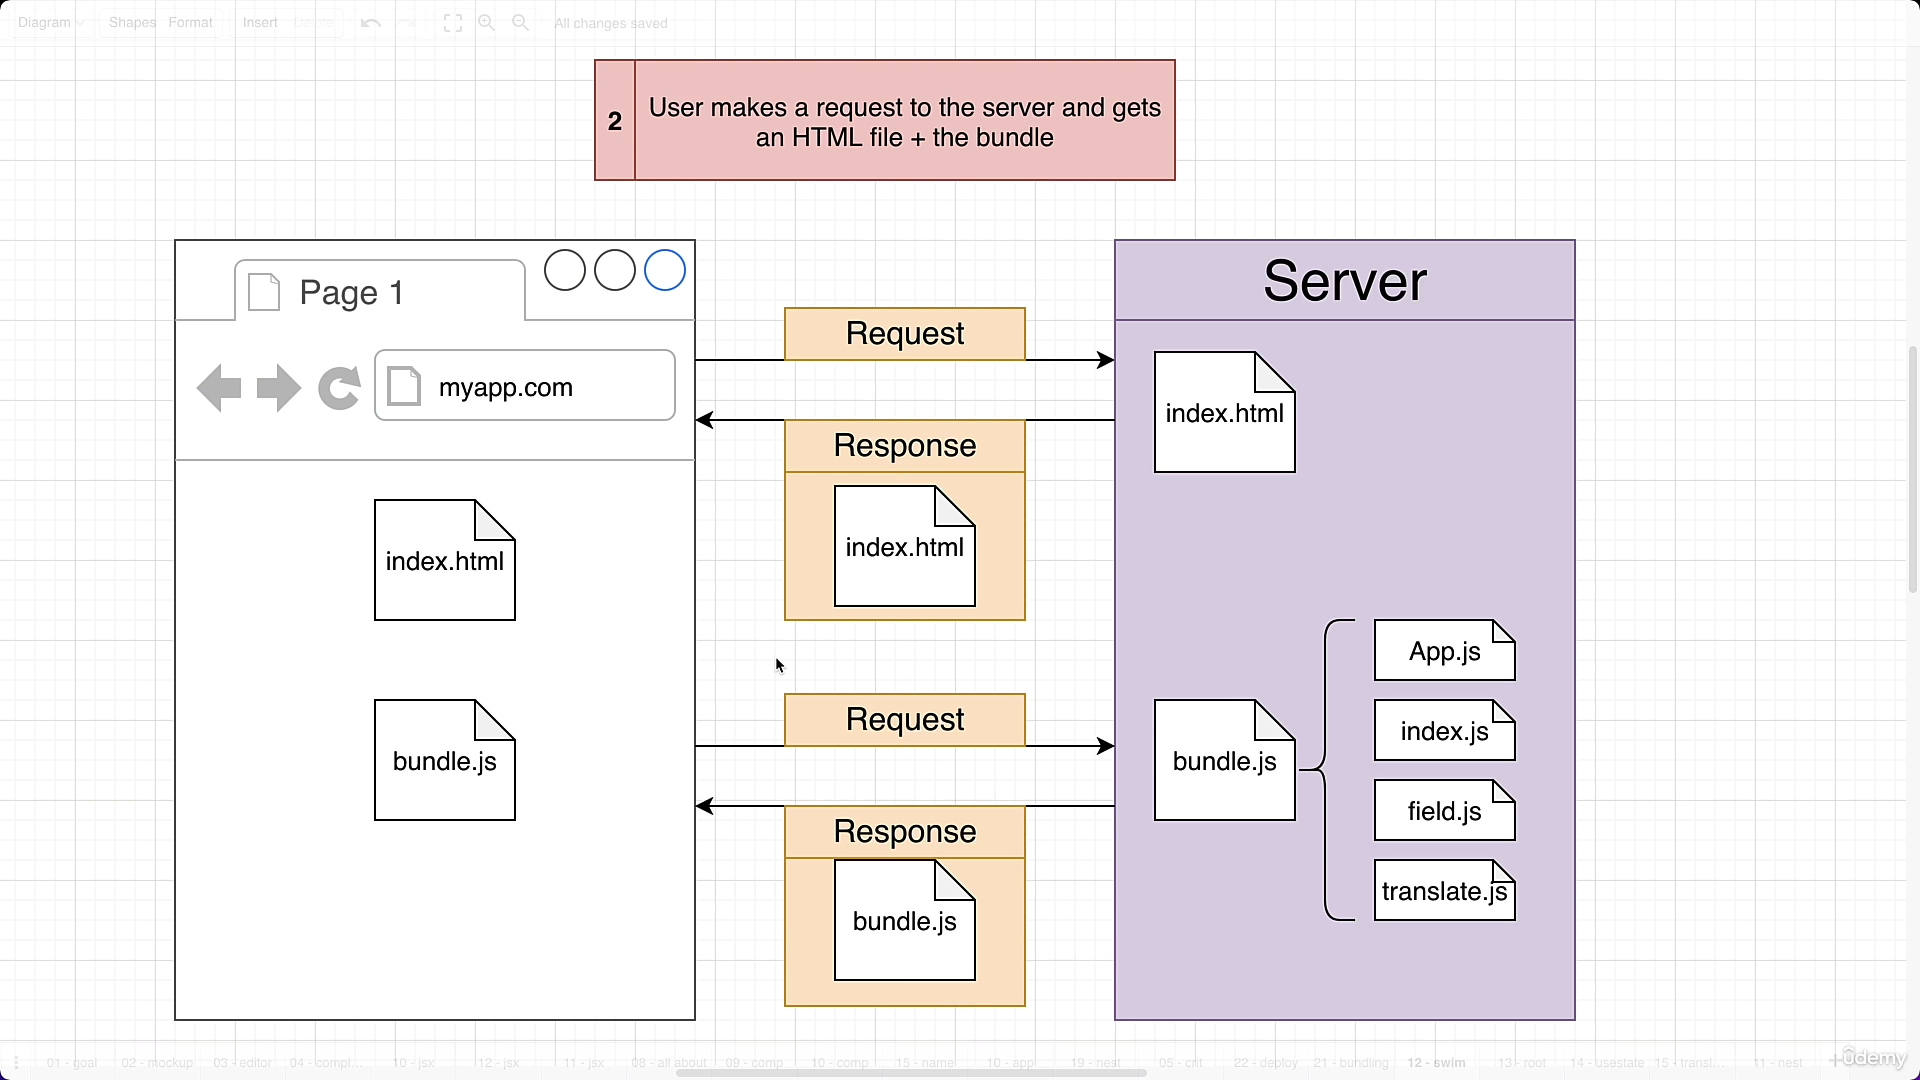 Diagram
Shapes
Format
Insert
Delete
All changes saved
2
User makes a request to the server and gets
an HTML file + the bundle
Page 1
myapp.com
index.html
bundle.js
Request
Response
index.html
Request
Response
bundle.js
Server
index.html
bundle.js
App.js
index.js
field.js
translate.js
01 - goal
02 - mockup
03 - editor
04 - compl...
10 - jsx
12 - jsx
11 - jsx
08 - all about
09 - comp
10 - comp
15 - name
10 - app
19 - nest
05 - crit
22 - deploy
21 - bundling
12 - swim
13 - root
14 - usestate
15 - transl...
11 - nest
ûdemy